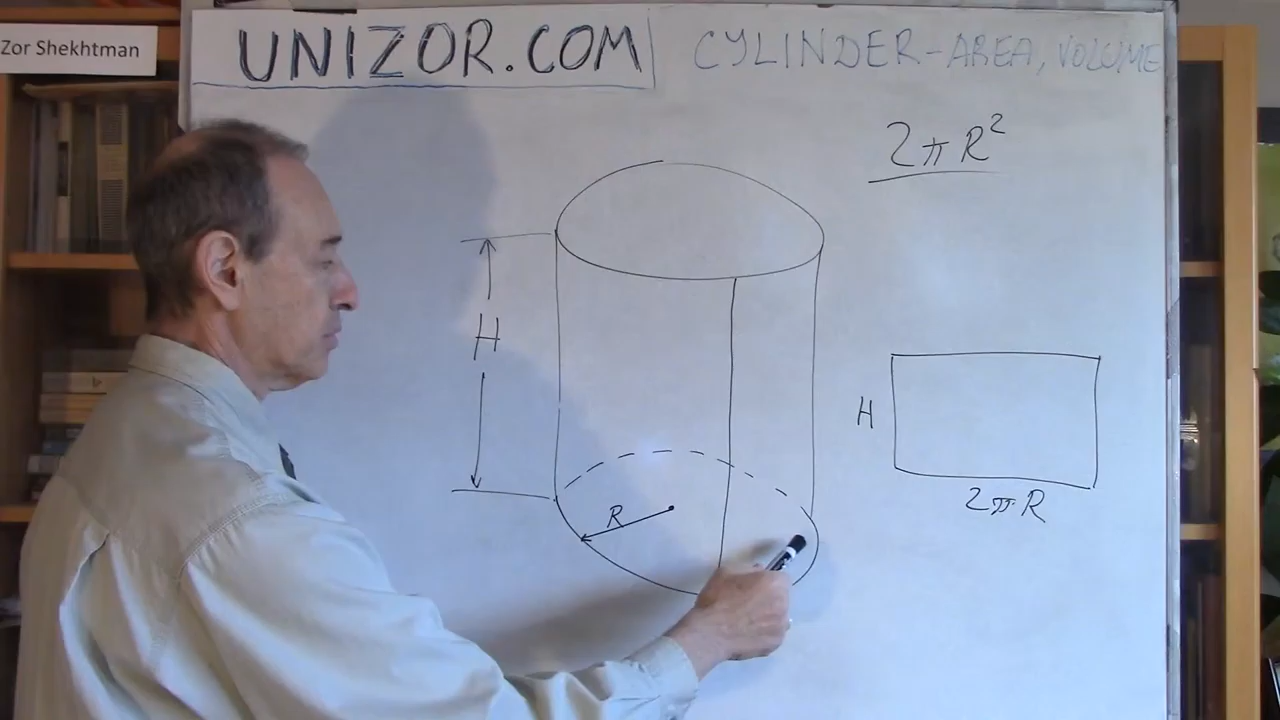 Zor Shekhtman
UNIZOR.COM
CYLINDER-AREA, VOLUME
2πR²
H
H
R
2πR